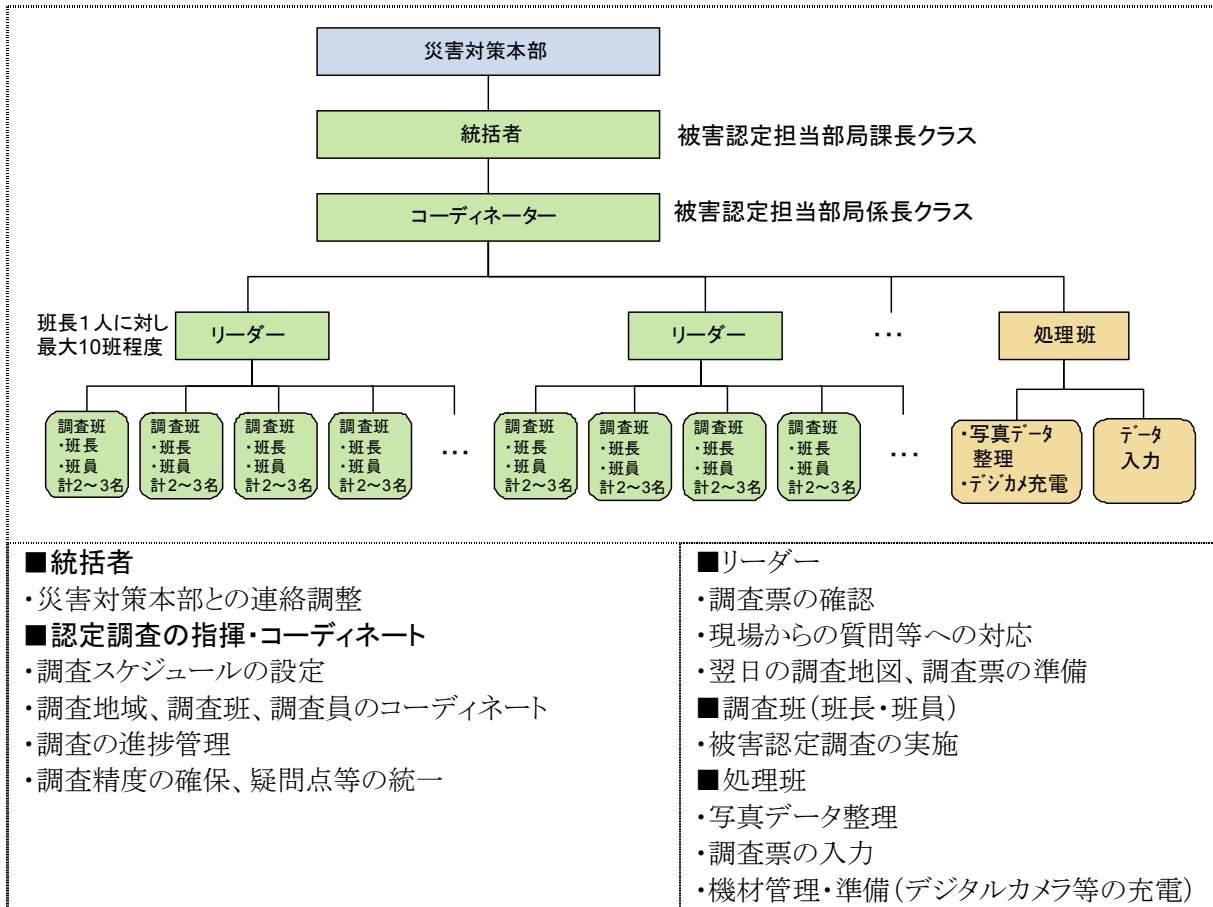 災害対策本部
統括者
被害認定担当部局課長クラス
コーディネーター
被害認定担当部局係長クラス
班長1人に対し
最大10班程度
リーダー
リーダー
・・・
処理班
調査班
・班長
・班員
計2～3名
調査班
・班長
・班員
計2～3名
調査班
・班長
・班員
計2～3名
調査班
・班長
・班員
計2～3名
・・・
調査班
・班長
・班員
計2～3名
調査班
・班長
・班員
計2～3名
調査班
・班長
・班員
計2～3名
調査班
・班長
・班員
計2～3名
・・・
・写真ﾃﾞｰﾀ
整理
・ﾃﾞｼﾞｶﾒ充電
ﾃﾞｰﾀ
入力
■統括者
・災害対策本部との連絡調整
■認定調査の指揮・コーディネート
・調査スケジュールの設定
・調査地域、調査班、調査員のコーディネート
・調査の進捗管理
・調査精度の確保、疑問点等の統一
■リーダー
・調査票の確認
・現場からの質問等への対応
・翌日の調査地図、調査票の準備
■調査班（班長・班員）
・被害認定調査の実施
■処理班
・写真データ整理
・調査票の入力
・機材管理・準備（デジタルカメラ等の充電）